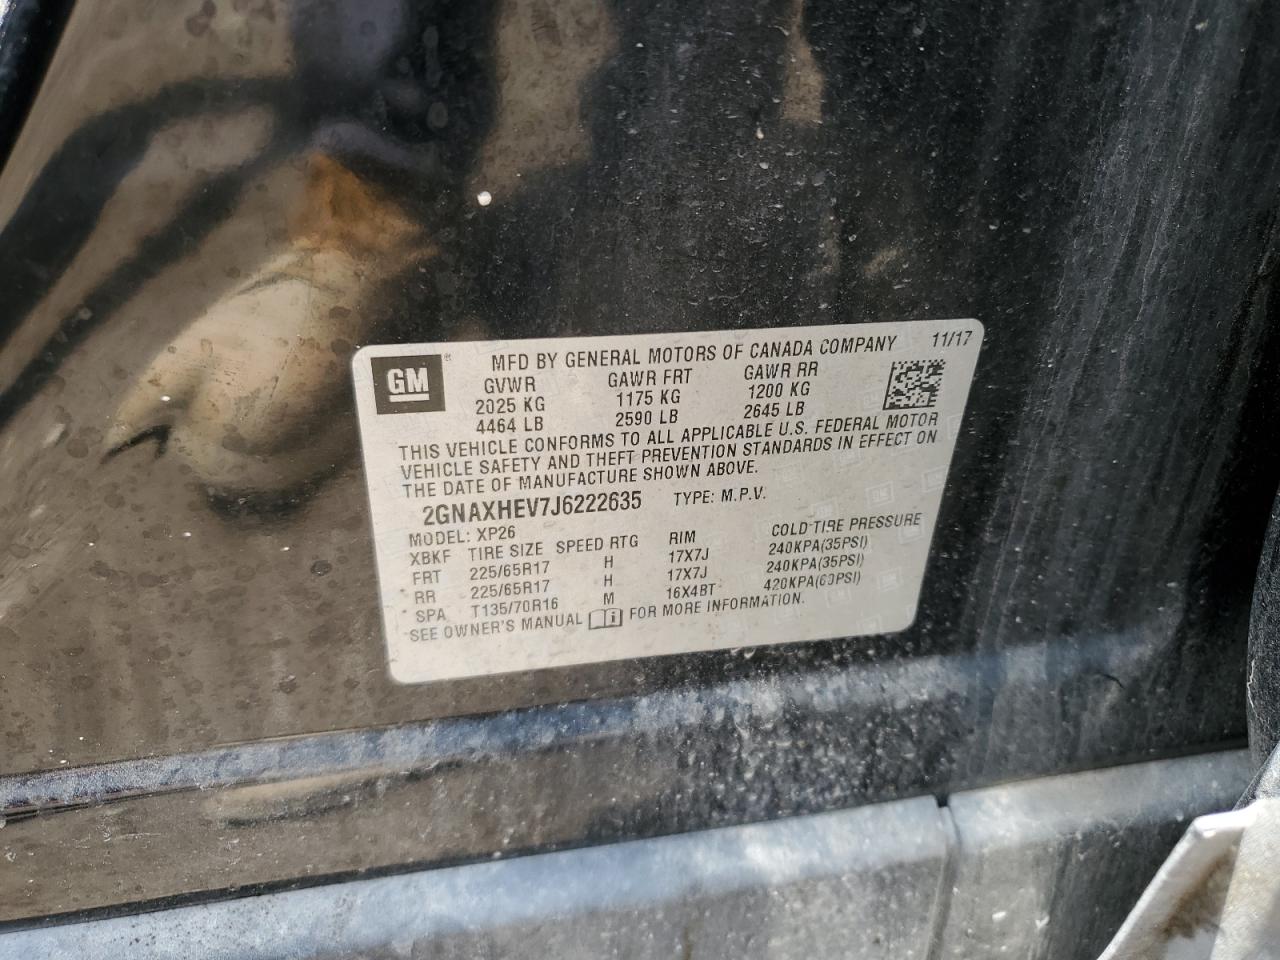 GM ®
MFD BY GENERAL MOTORS OF CANADA COMPANY 11/17
GVWR GAWR FRT GAWR RR
2025 KG 1175 KG 1200 KG
4464 LB 2590 LB 2645 LB
THIS VEHICLE CONFORMS TO ALL APPLICABLE U.S. FEDERAL MOTOR
VEHICLE SAFETY AND THEFT PREVENTION STANDARDS IN EFFECT ON
THE DATE OF MANUFACTURE SHOWN ABOVE.
2GNAXHEV7J6222635 TYPE: M.P.V.
MODEL: XP26
XBKF TIRE SIZE SPEED RTG RIM COLD TIRE PRESSURE
FRT 225/65R17 H 17X7J 240KPA(35PSI)
RR 225/65R17 H 17X7J 240KPA(35PSI)
SPA T135/70R16 M 16X4BT 420KPA(60PSI)
SEE OWNER'S MANUAL FOR MORE INFORMATION.